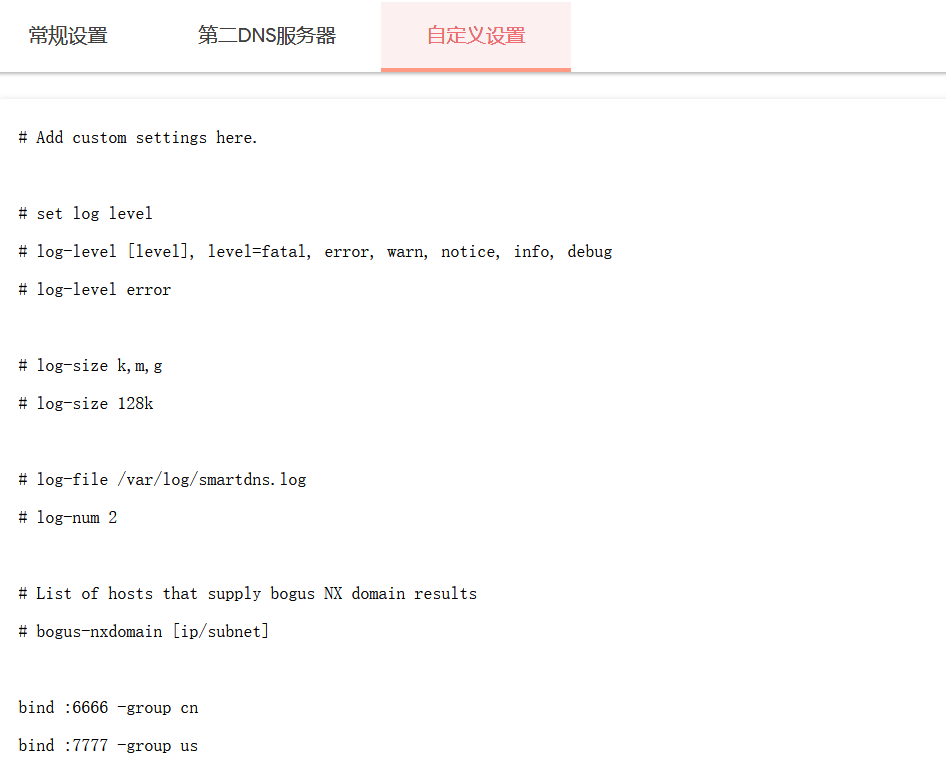 常规设置
第二DNS服务器
自定义设置
# Add custom settings here.
# set log level
# log-level [level], level=fatal, error, warn, notice, info, debug
# log-level error
# log-size k,m,g
# log-size 128k
# log-file /var/log/smartdns.log
# log-num 2
# List of hosts that supply bogus NX domain results
# bogus-nxdomain [ip/subnet]
bind :6666 -group cn
bind :7777 -group us